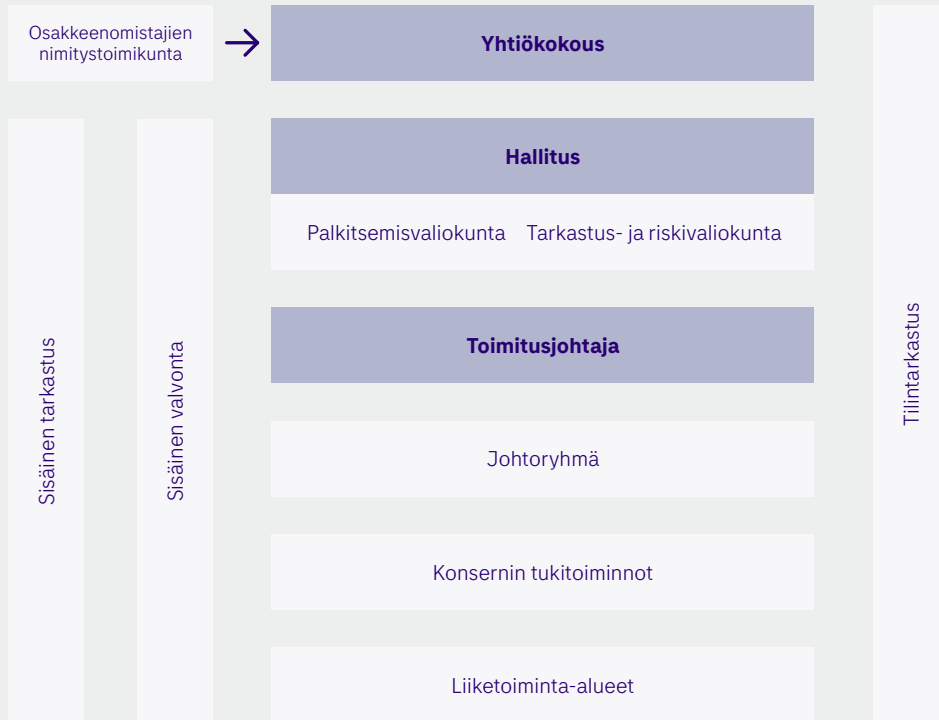 Osakkeenomistajien
nimitystoimikunta
Yhtiökokous
Hallitus
Palkitsemisvaliokunta
Tarkastus- ja riskivaliokunta
Toimitusjohtaja
Johtoryhmä
Konsernin tukitoiminnot
Liiketoiminta-alueet
Sisäinen tarkastus
Sisäinen valvonta
Tilintarkastus